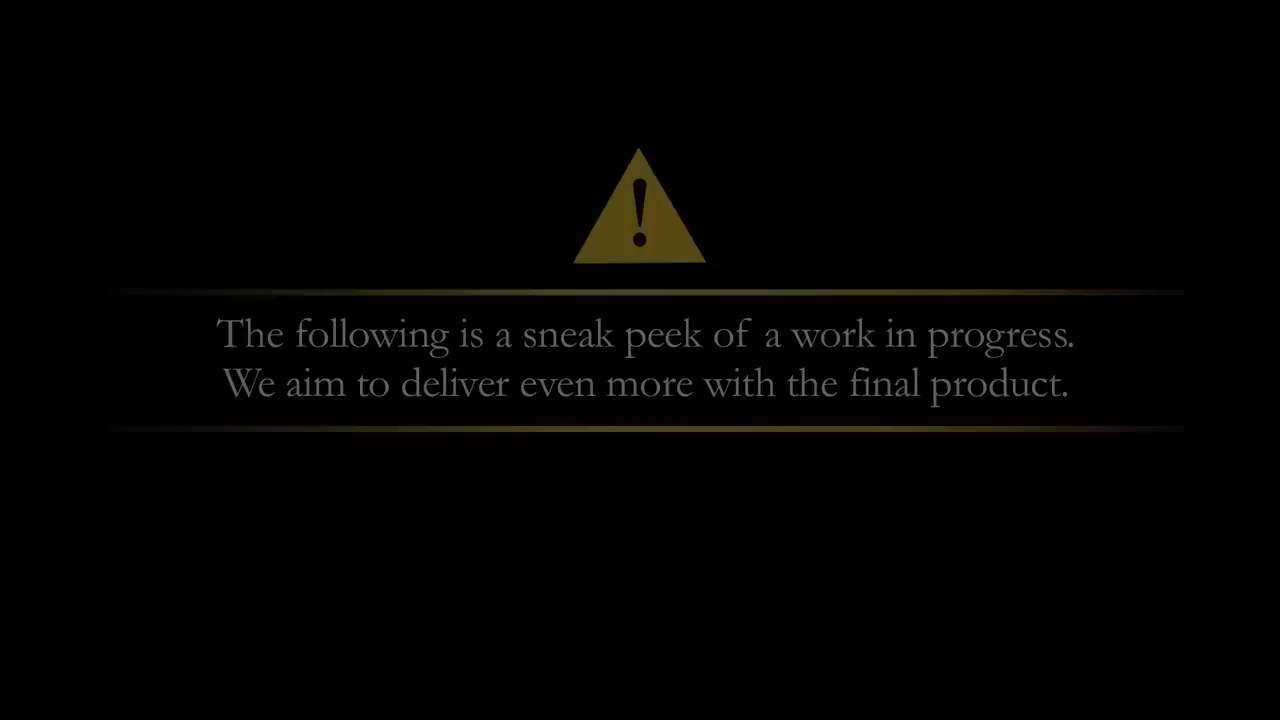 The following is a sneak peek of a work in progress.
We aim to deliver even more with the final product.